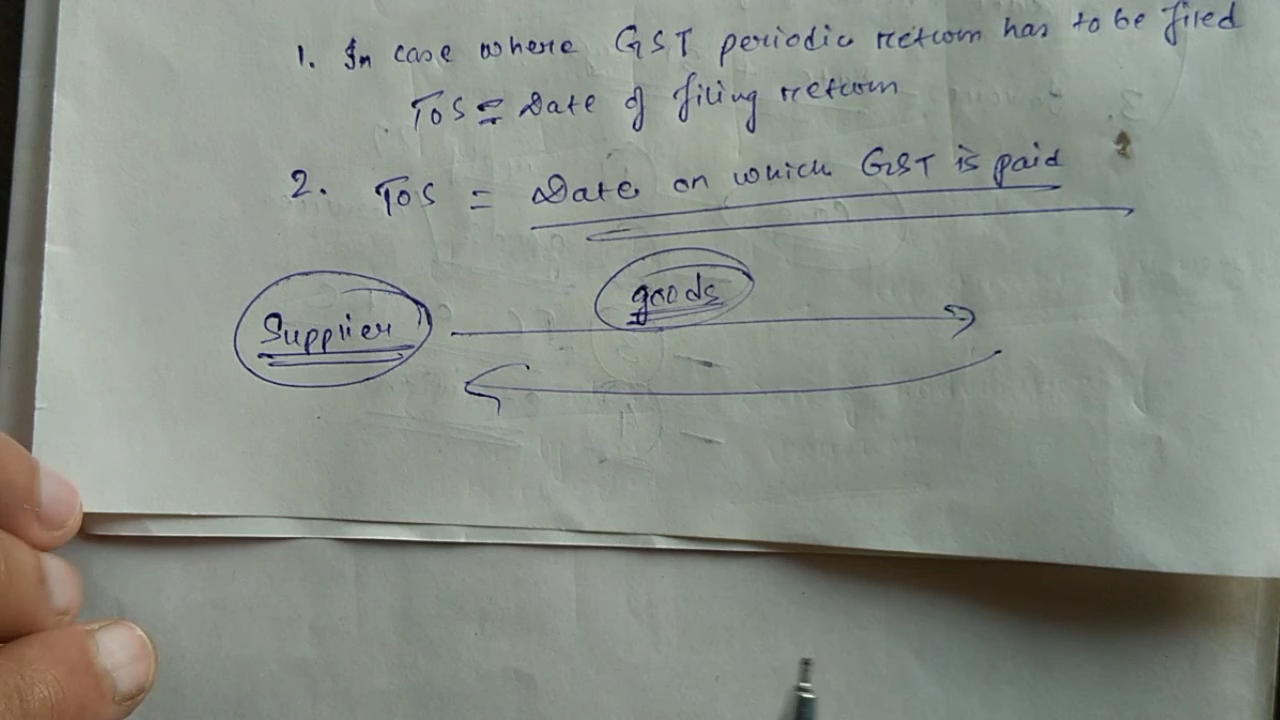 1. In case where GST periodic return has to be filed
TOS = Date of filing return
2. TOS = Date on which GST is paid
Supplier
goods